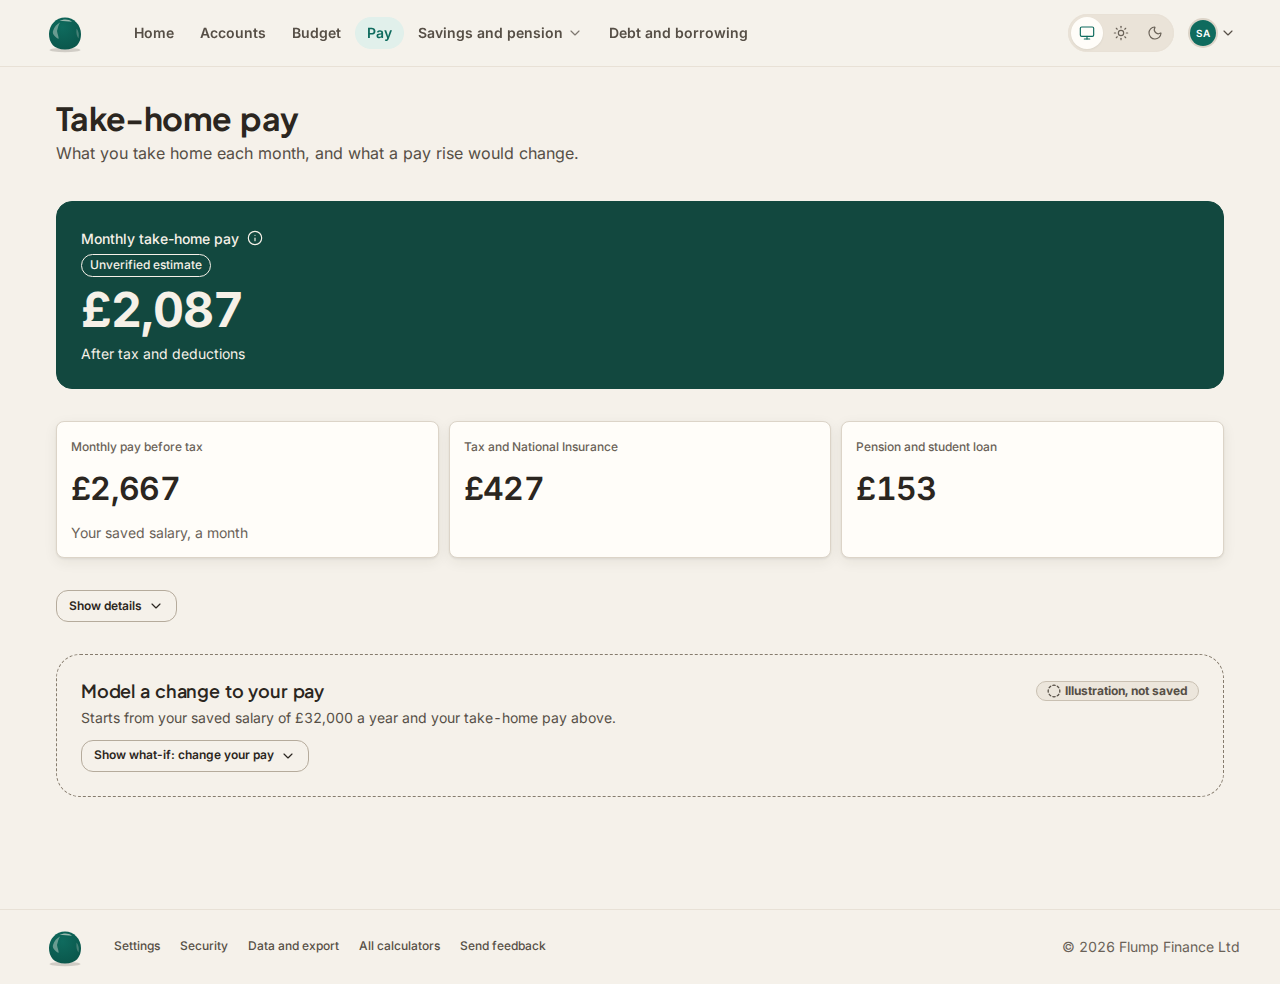 Home
Accounts
Budget
Pay
Savings and pension
Debt and borrowing
SA
Take-home pay
What you take home each month, and what a pay rise would change.
Monthly take-home pay
Unverified estimate
£2,087
After tax and deductions
Monthly pay before tax
£2,667
Your saved salary, a month
Tax and National Insurance
£427
Pension and student loan
£153
Show details
Model a change to your pay
Illustration, not saved
Starts from your saved salary of £32,000 a year and your take-home pay above.
Show what-if: change your pay
Settings
Security
Data and export
All calculators
Send feedback
© 2026 Flump Finance Ltd